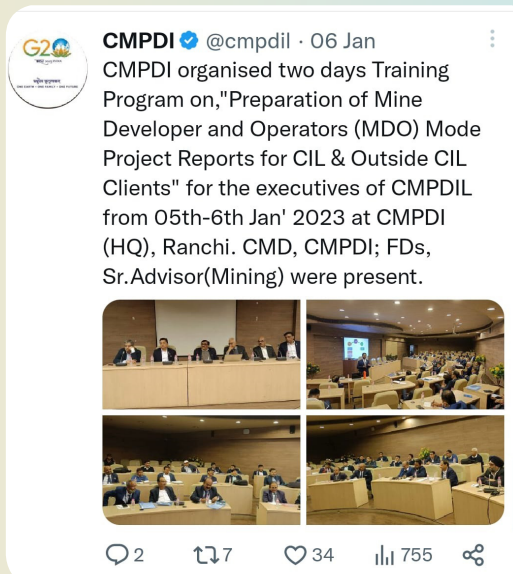 G20
CMPDI @cmpdil · 06 Jan
CMPDI organised two days Training
Program on,"Preparation of Mine
Developer and Operators (MDO) Mode
Project Reports for CIL & Outside CIL
Clients" for the executives of CMPDIL
from 05th-6th Jan' 2023 at CMPDI
(HQ), Ranchi. CMD, CMPDI; FDs,
Sr.Advisor(Mining) were present.
2 7 34 755